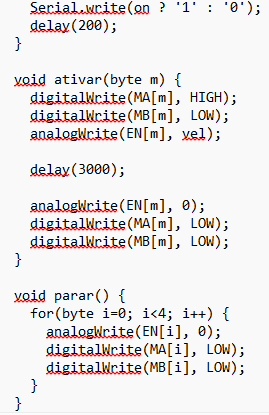 Serial.write(on ? '1' : '0');
delay(200);
}
void ativar(byte m) {
digitalWrite(MA[m], HIGH);
digitalWrite(MB[m], LOW);
analogWrite(EN[m], vel);
delay(3000);
analogWrite(EN[m], 0);
digitalWrite(MA[m], LOW);
digitalWrite(MB[m], LOW);
}
void parar() {
for(byte i=0; i<4; i++) {
analogWrite(EN[i], 0);
digitalWrite(MA[i], LOW);
digitalWrite(MB[i], LOW);
}
}